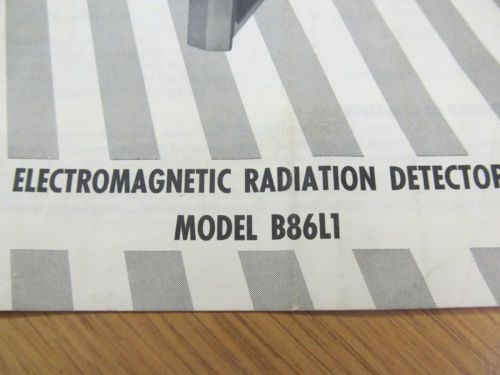 ELECTROMAGNETIC RADIATION DETECTOR
MODEL B86L1